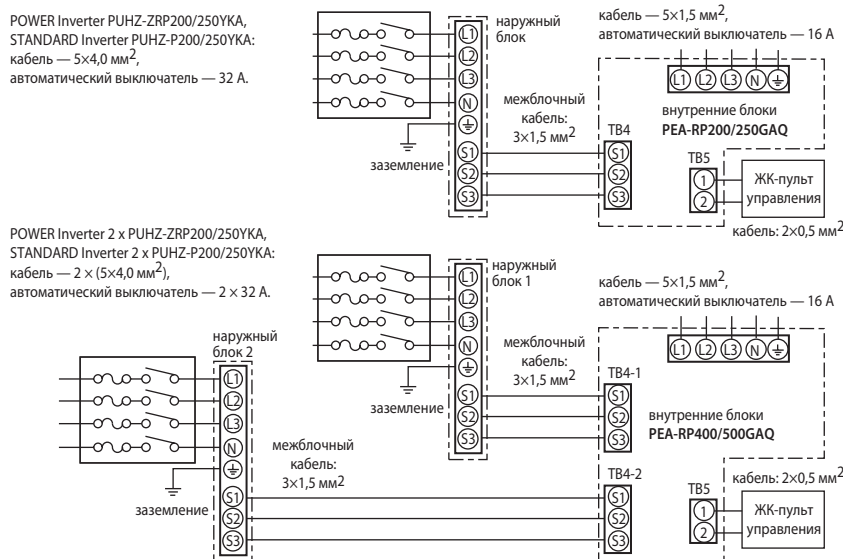 POWER Inverter PUHZ-ZRP200/250YKA,
STANDARD Inverter PUHZ-P200/250YKA:
кабель — 5×4,0 мм²,
автоматический выключатель — 32 А.
наружный
блок
L1
L2
L3
N
заземление
S1
S2
S3
межблочный
кабель:
3×1,5 мм²
TB4
S1
S2
S3
кабель — 5×1,5 мм²,
автоматический выключатель — 16 А
L1 L2 L3 N
внутренние блоки
PEA-RP200/250GAQ
TB5
1
2
ЖК-пульт
управления
кабель: 2×0,5 мм²
POWER Inverter 2 x PUHZ-ZRP200/250YKA,
STANDARD Inverter 2 x PUHZ-P200/250YKA:
кабель — 2 × (5×4,0 мм²),
автоматический выключатель — 2 × 32 А.
наружный
блок 1
L1
L2
L3
N
заземление
S1
S2
S3
межблочный
кабель:
3×1,5 мм²
TB4-1
S1
S2
S3
кабель — 5×1,5 мм²,
автоматический выключатель — 16 А
L1 L2 L3 N
внутренние блоки
PEA-RP400/500GAQ
наружный
блок 2
L1
L2
L3
N
заземление
S1
S2
S3
межблочный
кабель:
3×1,5 мм²
TB4-2
S1
S2
S3
TB5
1
2
кабель: 2×0,5 мм²
ЖК-пульт
управления